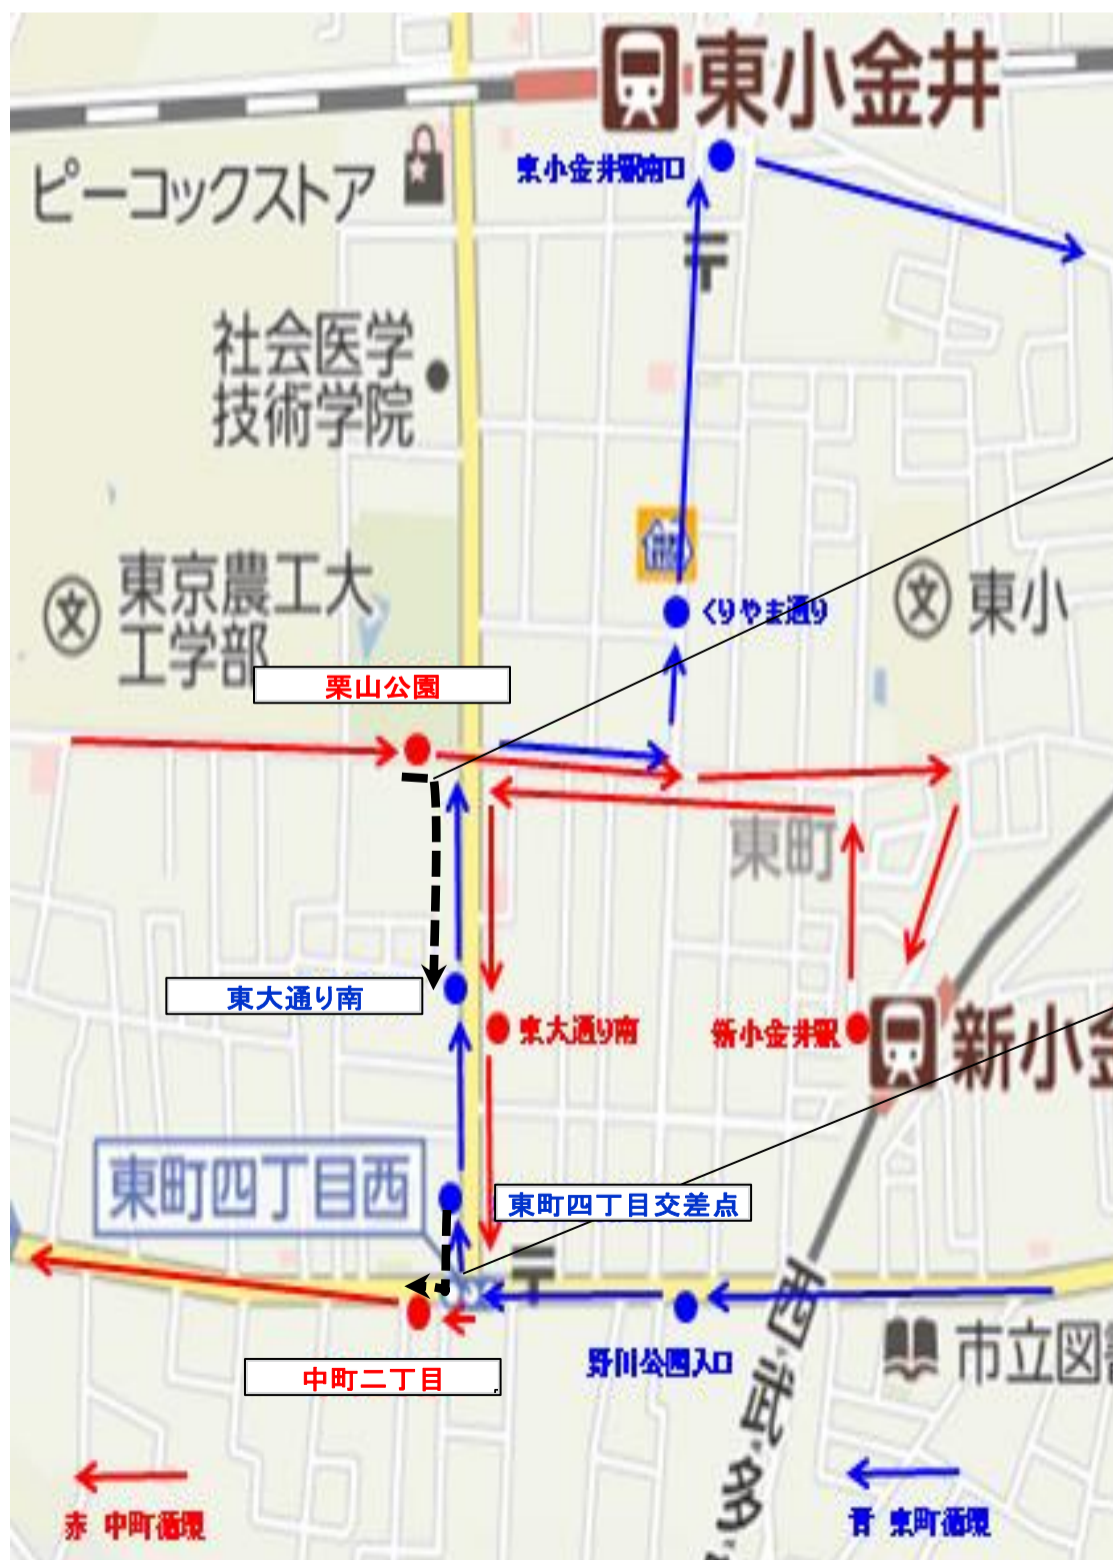 東小金井
東小金井駅南口
ピーコックストア
社会医学
技術学院
東京農工大
工学部
くりやま通り
東小
栗山公園
東町
東大通り南
東大通り南
新小金井駅
新小金
東町四丁目西
東町四丁目交差点
野川公園入口
市立図書
中町二丁目
西武多
赤 中町循環
青 東町循環